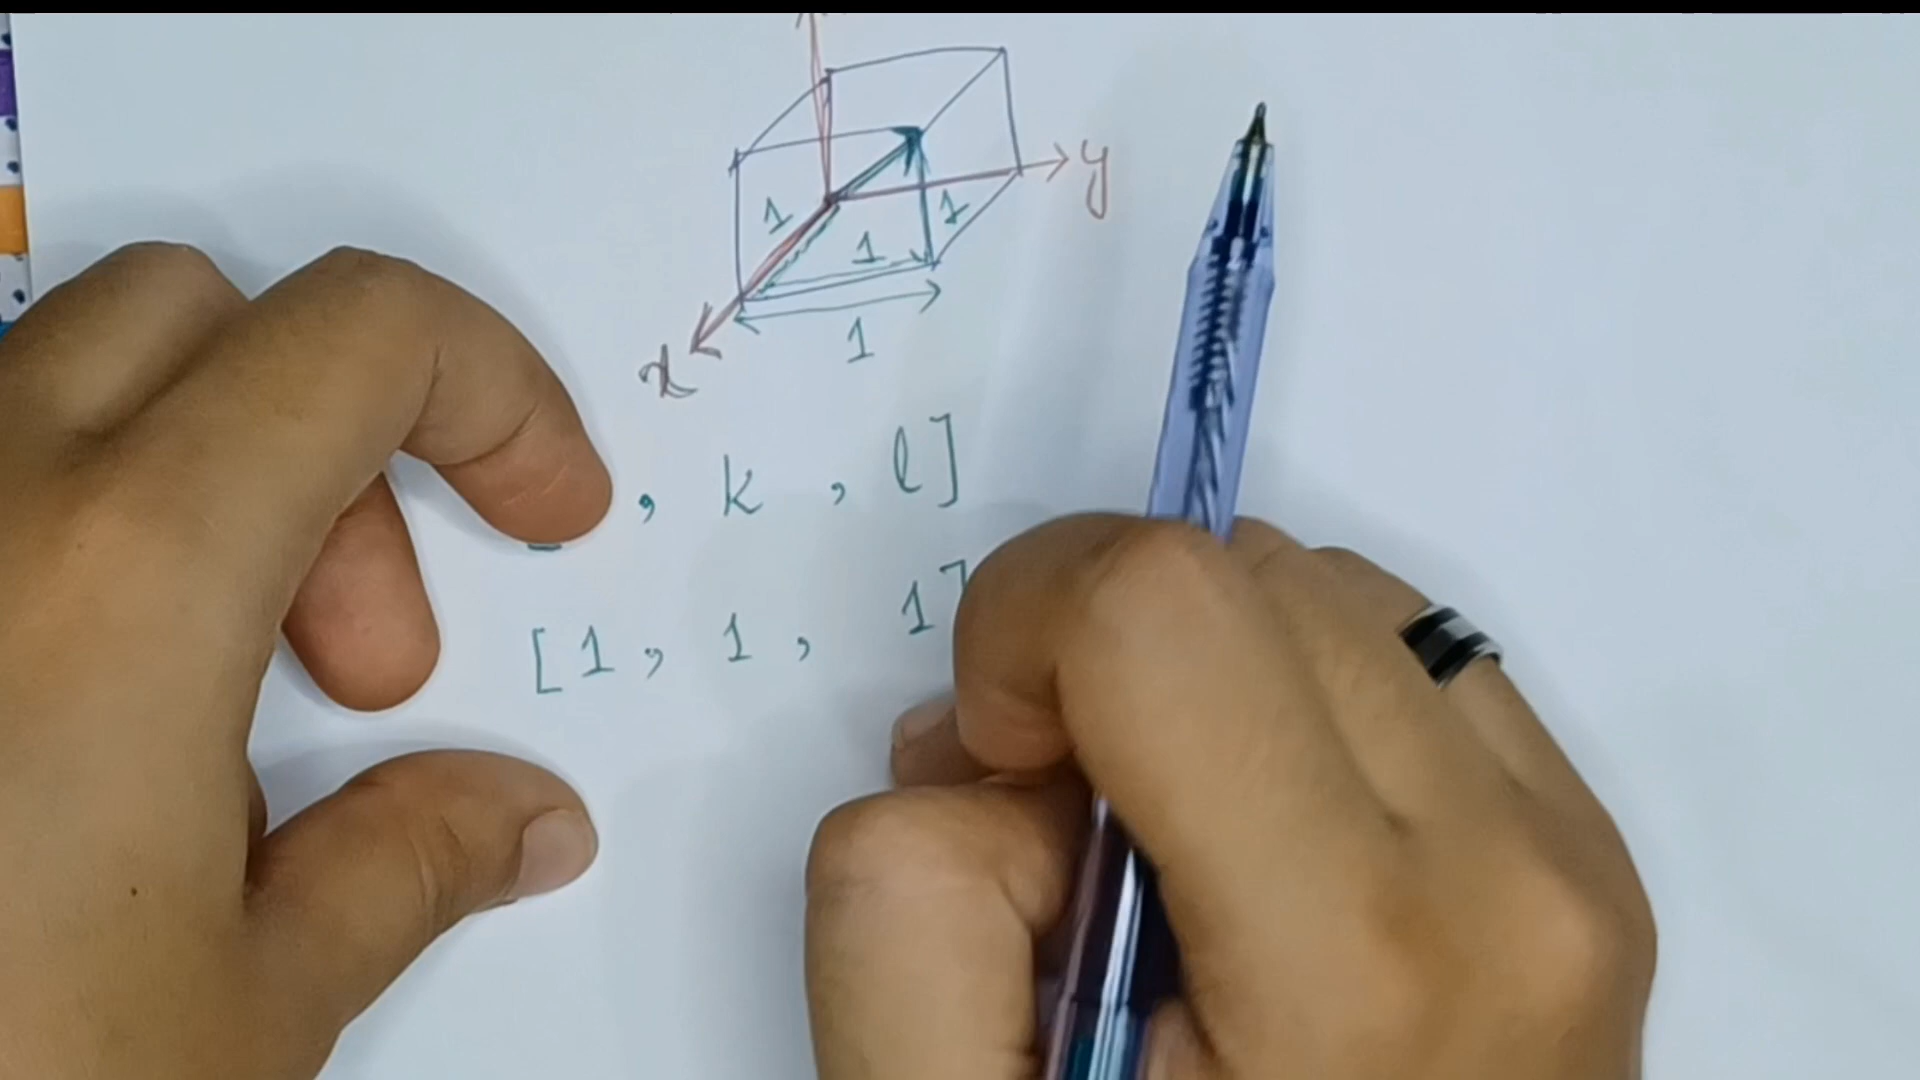 1
1
1
y
1
x
, k , l]
[1, 1, 1]